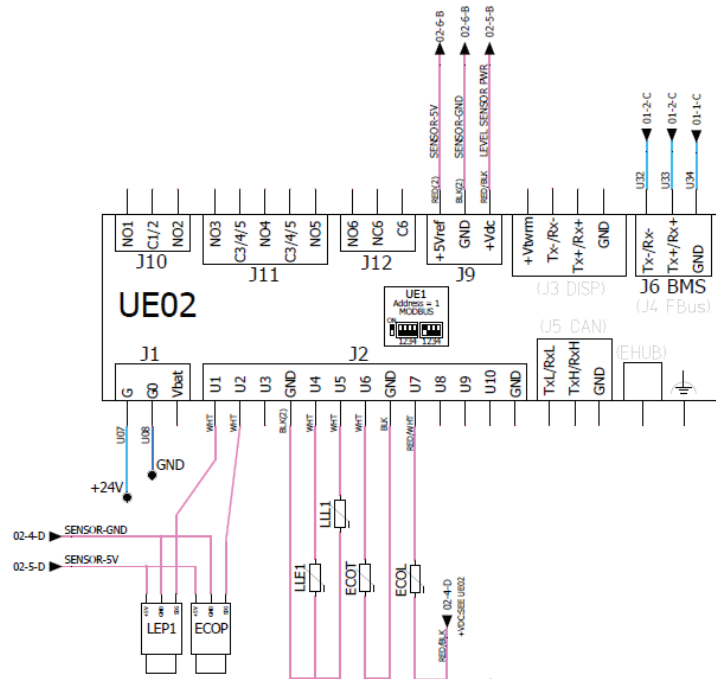 02-6-B
02-6-B
02-5-B
SENSOR-5V
SENSOR-GND
LEVEL SENSOR PWR
RED(2)
BLK(2)
RED/BLK
01-2-C
01-2-C
01-1-C
U32
U33
U34
NO1
C1/2
NO2
J10
NO3
C3/4/5
NO4
C3/4/5
NO5
J11
NO6
NC6
C6
J12
+5Vref
GND
+Vdc
J9
+Vtwrm
Tx-/Rx-
Tx+/Rx+
GND
(J3 DISP)
Tx-/Rx-
Tx+/Rx+
GND
J6 BMS
(J4 FBus)
UE02
UE1
Address = 1
MODBUS
ON
1234 1234
J1
G
G0
Vbat
J2
U1
U2
U3
GND
U4
U5
U6
GND
U7
U8
U9
U10
GND
(J5 CAN)
TxL/RxL
TxH/RxH
GND
(EHUB)
U07
U08
WHT
WHT
BLK(2)
WHT
WHT
WHT
BLK
RED/WHT
GND
+24V
02-4-D
SENSOR-GND
02-5-D
SENSOR-5V
LLL1
LLE1
ECOT
ECOL
02-4-D
+VDC:SEE UE02
RED/BLK
LEP1
ECOP